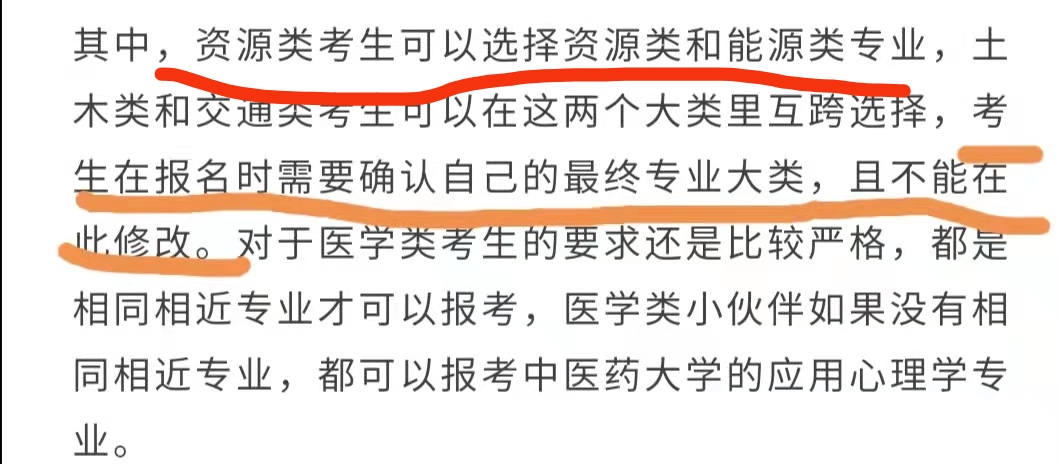 其中，资源类考生可以选择资源类和能源类专业，土
木类和交通类考生可以在这两个大类里互跨选择，考
生在报名时需要确认自己的最终专业大类，且不能在
此修改。对于医学类考生的要求还是比较严格，都是
相同相近专业才可以报考，医学类小伙伴如果没有相
同相近专业，都可以报考中医药大学的应用心理学专
业。